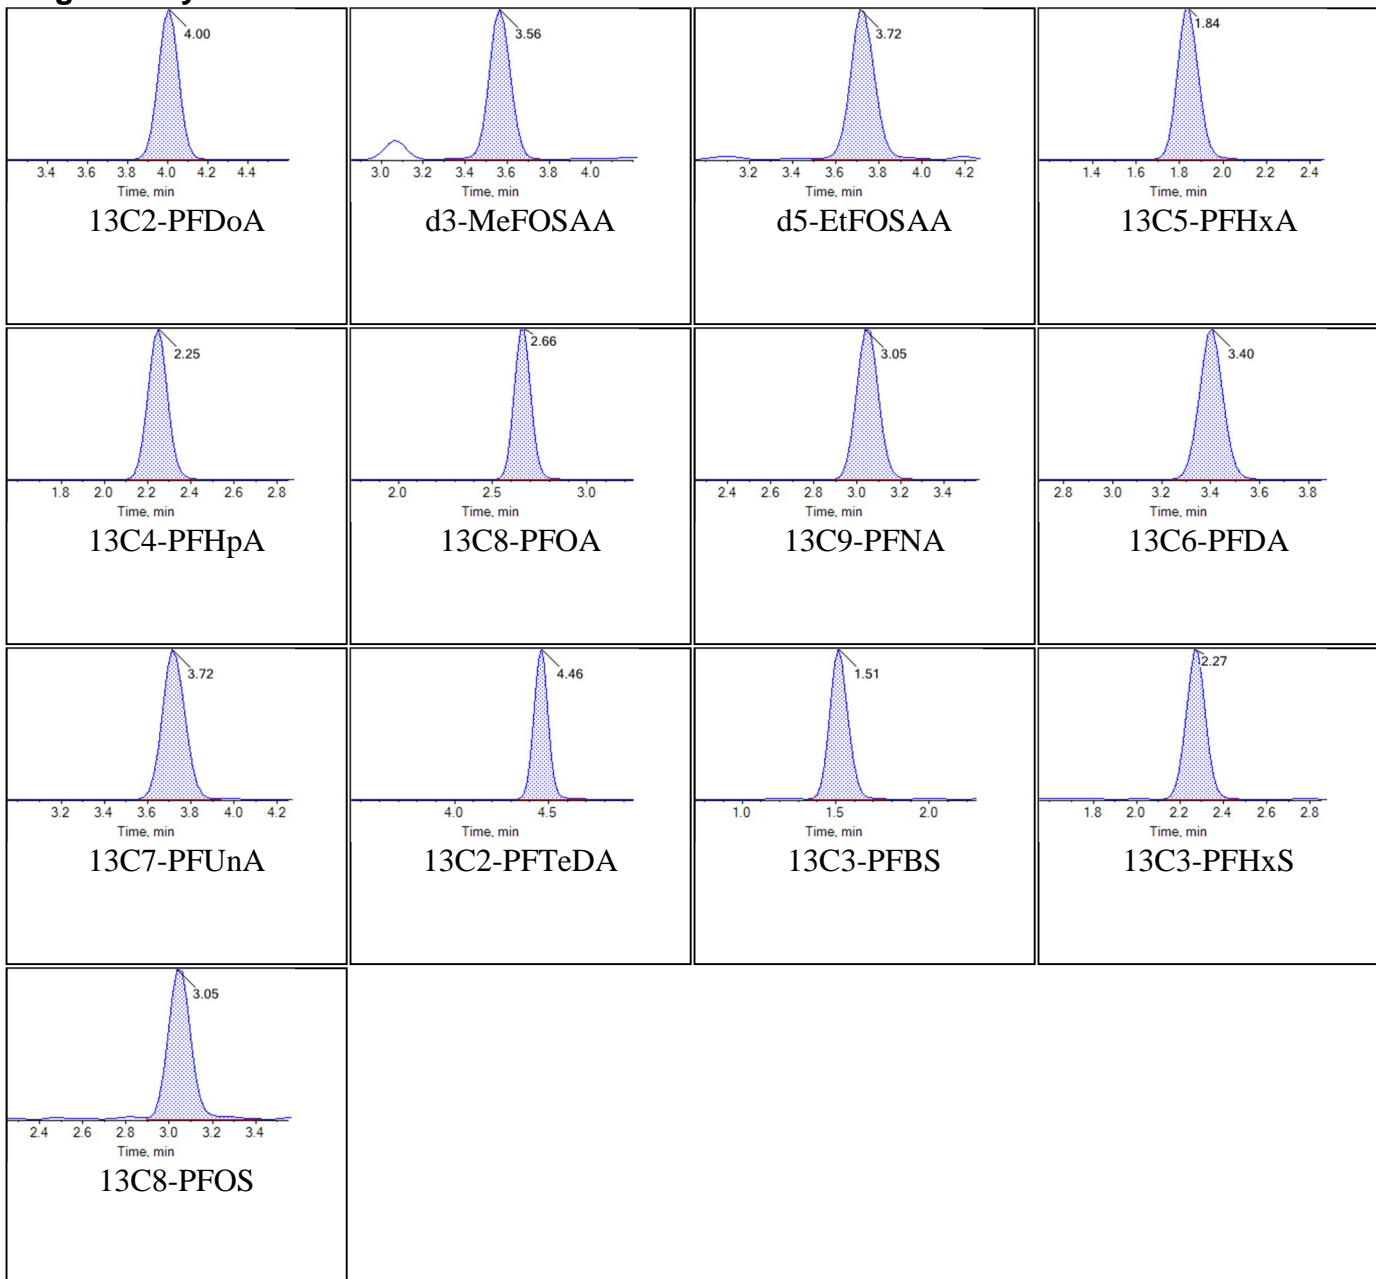 4.00
3.4 3.6 3.8 4.0 4.2 4.4
Time, min
13C2-PFDoA
3.56
3.0 3.2 3.4 3.6 3.8 4.0
Time, min
d3-MeFOSAA
3.72
3.2 3.4 3.6 3.8 4.0 4.2
Time, min
d5-EtFOSAA
1.84
1.4 1.6 1.8 2.0 2.2 2.4
Time, min
13C5-PFHxA
2.25
1.8 2.0 2.2 2.4 2.6 2.8
Time, min
13C4-PFHpA
2.66
2.0 2.5 3.0
Time, min
13C8-PFOA
3.05
2.4 2.6 2.8 3.0 3.2 3.4
Time, min
13C9-PFNA
3.40
2.8 3.0 3.2 3.4 3.6 3.8
Time, min
13C6-PFDA
3.72
3.2 3.4 3.6 3.8 4.0 4.2
Time, min
13C7-PFUnA
4.46
4.0 4.5
Time, min
13C2-PFTeDA
1.51
1.0 1.5 2.0
Time, min
13C3-PFBS
2.27
1.8 2.0 2.2 2.4 2.6 2.8
Time, min
13C3-PFHxS
3.05
2.4 2.6 2.8 3.0 3.2 3.4
Time, min
13C8-PFOS